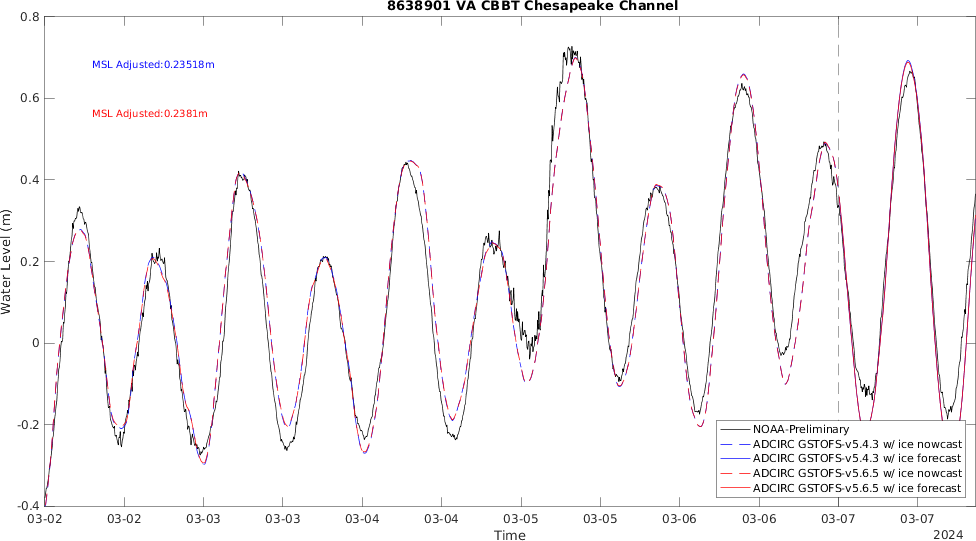 8638901 VA CBBT Chesapeake Channel
0.8
0.6
0.4
0.2
0
-0.2
-0.4
Water Level (m)
MSL Adjusted:0.23518m
MSL Adjusted:0.2381m
NOAA-Preliminary
ADCIRC GSTOFS-v5.4.3 w/ ice nowcast
ADCIRC GSTOFS-v5.4.3 w/ ice forecast
ADCIRC GSTOFS-v5.6.5 w/ ice nowcast
ADCIRC GSTOFS-v5.6.5 w/ ice forecast
03-02 03-02 03-03 03-03 03-04 03-04 03-05 03-05 03-06 03-06 03-07 03-07
Time
2024